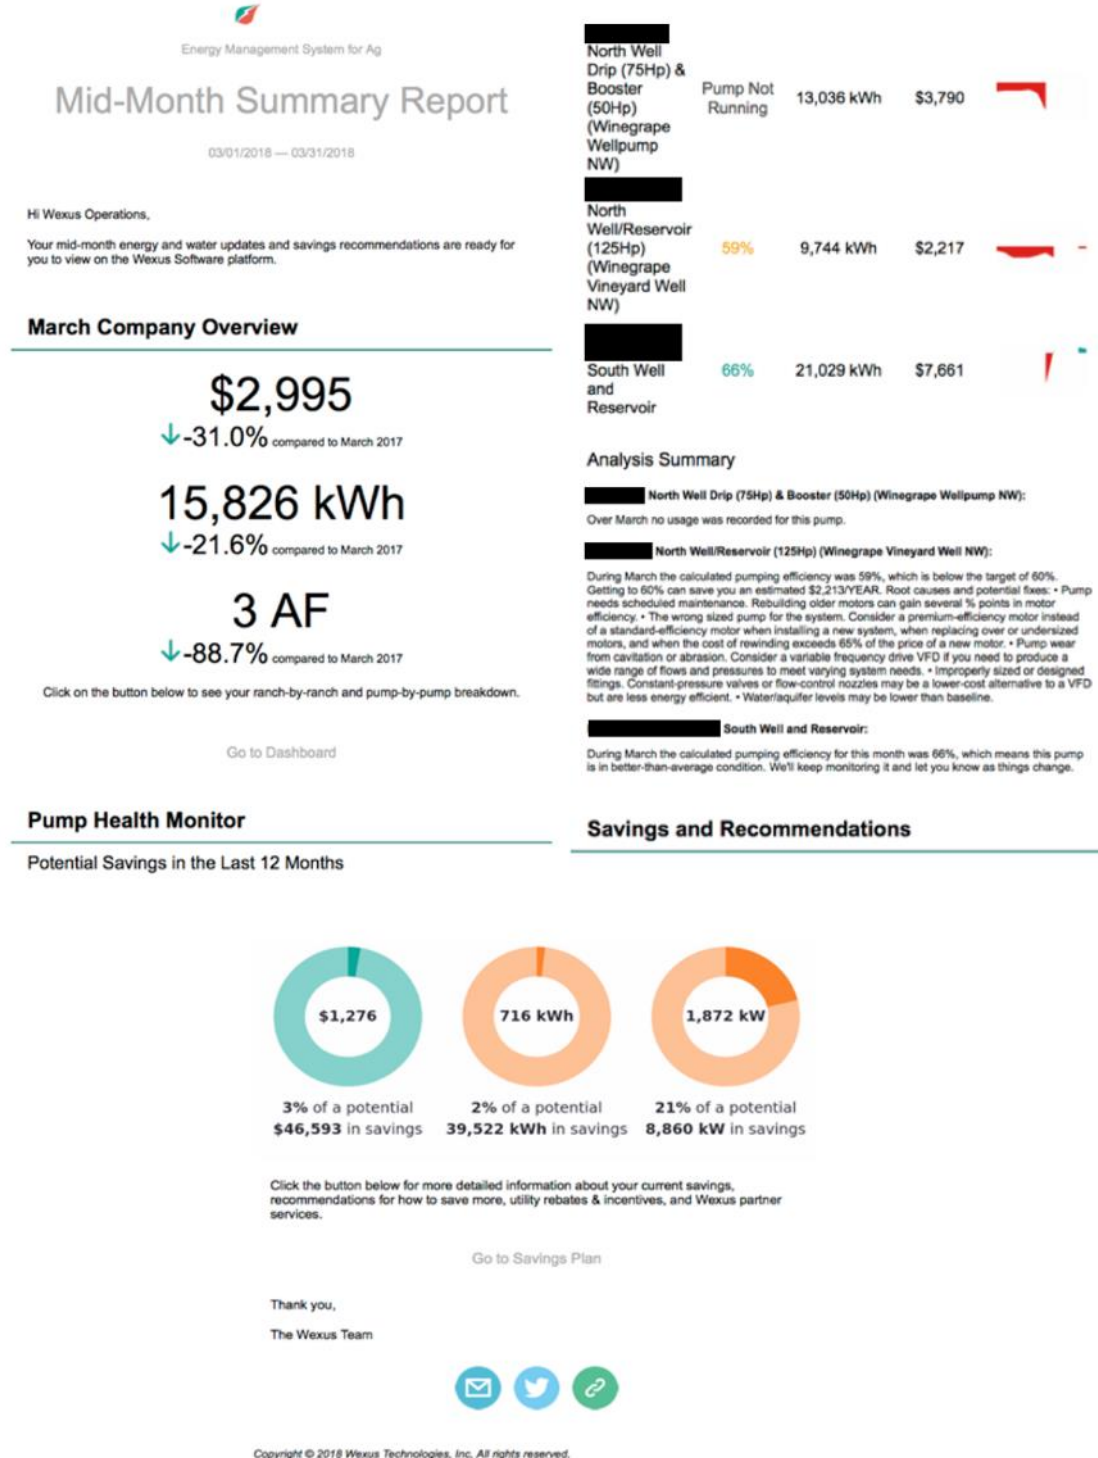 Energy Management System for Ag
Mid-Month Summary Report
03/01/2018 — 03/31/2018
Hi Wexus Operations,
Your mid-month energy and water updates and savings recommendations are ready for
you to view on the Wexus Software platform.
March Company Overview
$2,995
↓-31.0% compared to March 2017
15,826 kWh
↓-21.6% compared to March 2017
3 AF
↓-88.7% compared to March 2017
Click on the button below to see your ranch-by-ranch and pump-by-pump breakdown.
Go to Dashboard
Pump Health Monitor
Potential Savings in the Last 12 Months
North Well
Drip (75Hp) &
Booster
(50Hp)
(Winegrape
Wellpump
NW)
Pump Not
Running
13,036 kWh
$3,790
North
Well/Reservoir
(125Hp)
(Winegrape
Vineyard Well
NW)
59%
9,744 kWh
$2,217
South Well
and
Reservoir
66%
21,029 kWh
$7,661
Analysis Summary
North Well Drip (75Hp) & Booster (50Hp) (Winegrape Wellpump NW):
Over March no usage was recorded for this pump.
North Well/Reservoir (125Hp) (Winegrape Vineyard Well NW):
During March the calculated pumping efficiency was 59%, which is below the target of 60%.
Getting to 60% can save you an estimated $2,213/YEAR. Root causes and potential fixes: • Pump
needs scheduled maintenance. Rebuilding older motors can gain several % points in motor
efficiency. • The wrong sized pump for the system. Consider a premium-efficiency motor instead
of a standard-efficiency motor when installing a new system, when replacing over or undersized
motors, and when the cost of rewinding exceeds 65% of the price of a new motor. • Pump wear
from cavitation or abrasion. Consider a variable frequency drive VFD if you need to produce a
wide range of flows and pressures to meet varying system needs. • Improperly sized or designed
fittings. Constant-pressure valves or flow-control nozzles may be a lower-cost alternative to a VFD
but are less energy efficient. • Water/aquifer levels may be lower than baseline.
South Well and Reservoir:
During March the calculated pumping efficiency for this month was 66%, which means this pump
is in better-than-average condition. We'll keep monitoring it and let you know as things change.
Savings and Recommendations
$1,276
3% of a potential
$46,593 in savings
716 kWh
2% of a potential
39,522 kWh in savings
1,872 kW
21% of a potential
8,860 kW in savings
Click the button below for more detailed information about your current savings,
recommendations for how to save more, utility rebates & incentives, and Wexus partner
services.
Go to Savings Plan
Thank you,
The Wexus Team
Copyright © 2018 Wexus Technologies, Inc. All rights reserved.